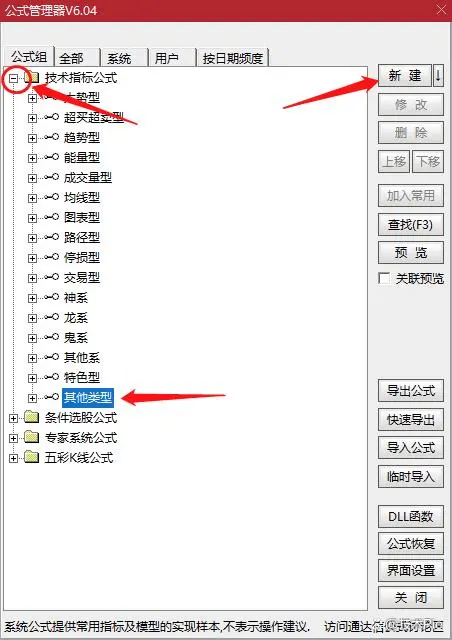 公式管理器V6.04
公式组 全部 系统 用户 按日期频度
技术指标公式
大势型
超买超卖型
趋势型
能量型
成交量型
均线型
图表型
路径型
停损型
交易型
神系
龙系
鬼系
其他系
特色型
其他类型
条件选股公式
专家系统公式
五彩K线公式
新 建
修 改
删 除
上移 下移
加入常用
查找(F3)
预 览
关联预览
导出公式
快速导出
导入公式
临时导入
DLL函数
公式恢复
界面设置
关 闭
系统公式提供常用指标及模型的实现样本,不表示操作建议. 访问通达信